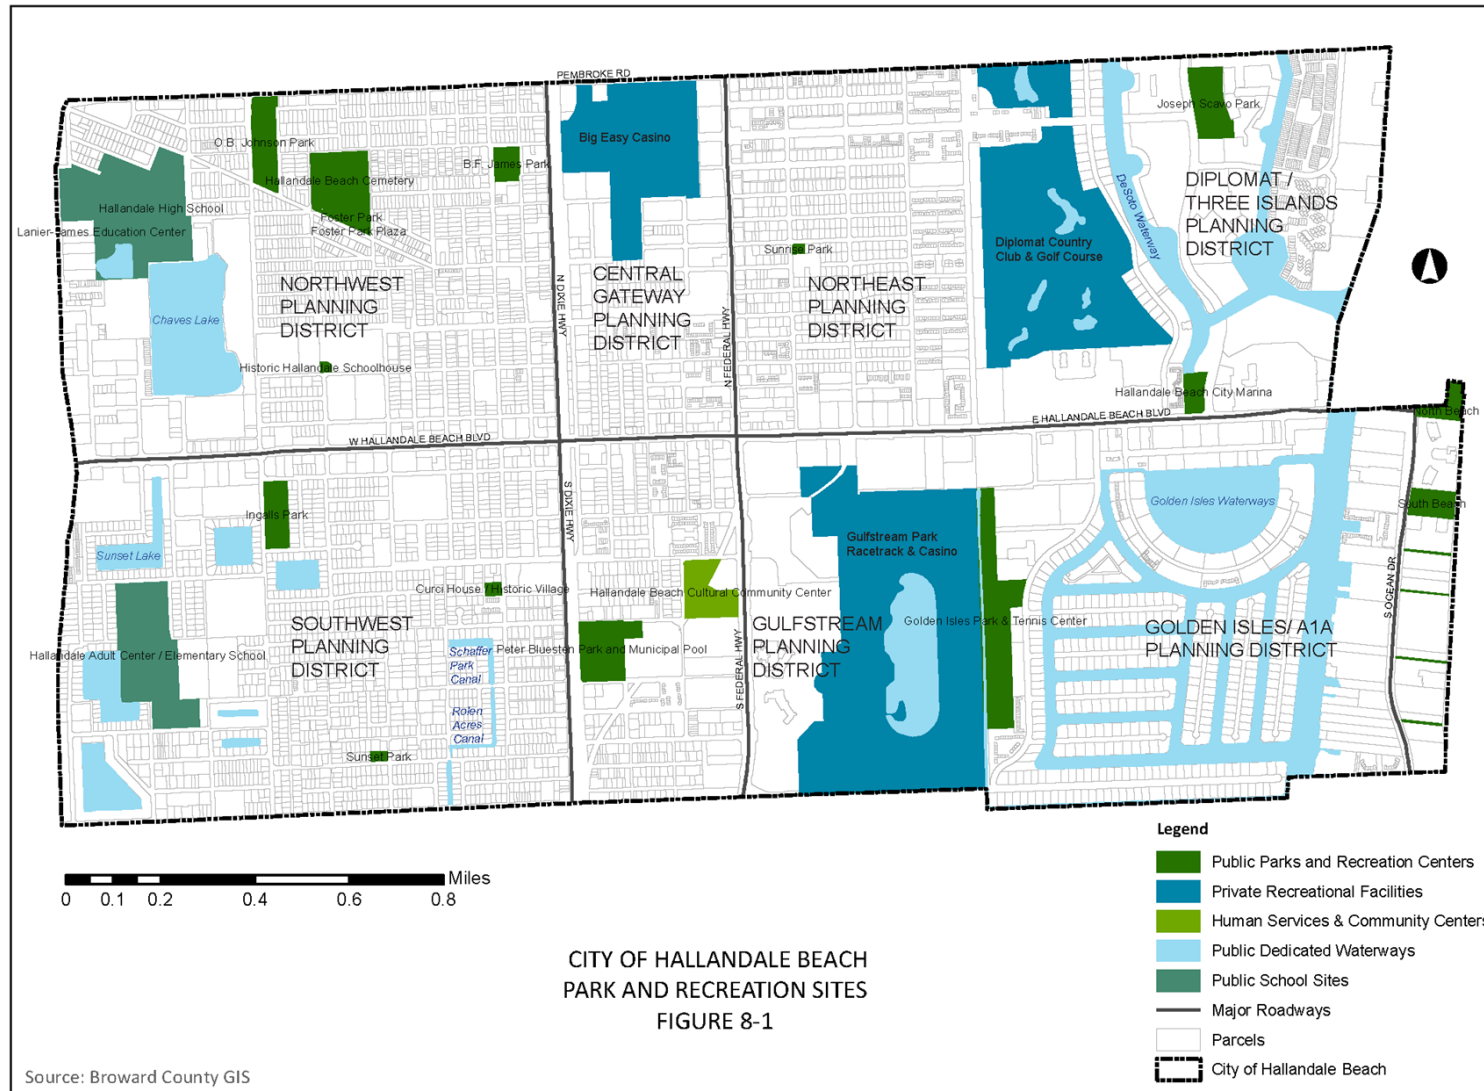 PEMBROKE RD
Joseph Scavo Park
O.B. Johnson Park
Big Easy Casino
B.F. James Park
Hallandale Beach Cemetery
Hallandale High School
Foster Park
Foster Park Plaza
Lanier-James Education Center
DeSoto Waterway
DIPLOMAT /
THREE ISLANDS
PLANNING
DISTRICT
Sunrise Park
Diplomat Country
Club & Golf Course
NORTHWEST
PLANNING
DISTRICT
N DIXIE HWY
CENTRAL
GATEWAY
PLANNING
DISTRICT
N FEDERAL HWY
NORTHEAST
PLANNING
DISTRICT
Chaves Lake
Historic Hallandale Schoolhouse
Hallandale Beach City Marina
North Beach
E HALLANDALE BEACH BLVD
W HALLANDALE BEACH BLVD
S DIXIE HWY
Ingalls Park
Golden Isles Waterways
South Beach
Sunset Lake
Gulfstream Park
Racetrack & Casino
S OCEAN DR
Curci House / Historic Village
Hallandale Beach Cultural Community Center
Golden Isles Park & Tennis Center
SOUTHWEST
PLANNING
DISTRICT
GULFSTREAM
PLANNING
DISTRICT
GOLDEN ISLES/ A1A
PLANNING DISTRICT
Hallandale Adult Center / Elementary School
Schaffer
Park
Canal
Peter Bluesten Park and Municipal Pool
S FEDERAL HWY
Rolen
Acres
Canal
Sunset Park
Miles
0 0.1 0.2 0.4 0.6 0.8
Legend
Public Parks and Recreation Centers
Private Recreational Facilities
Human Services & Community Centers
Public Dedicated Waterways
Public School Sites
Major Roadways
Parcels
City of Hallandale Beach
CITY OF HALLANDALE BEACH
PARK AND RECREATION SITES
FIGURE 8-1
Source: Broward County GIS